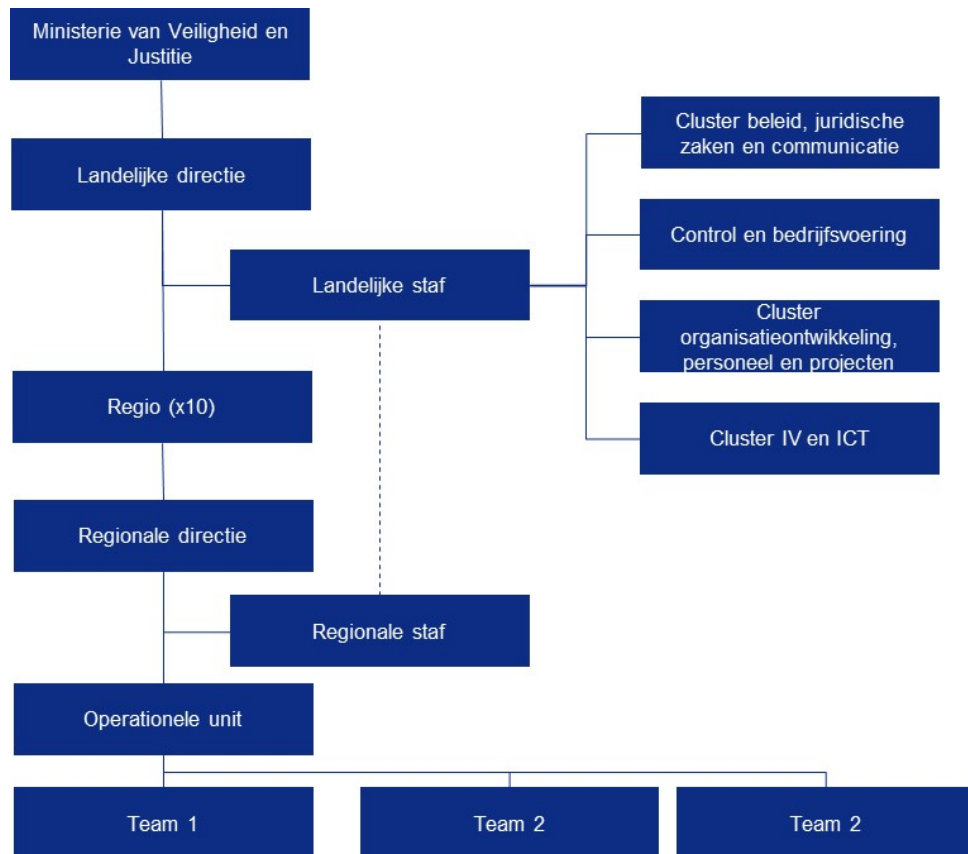 Ministerie van Veiligheid en
Justitie
Landelijke directie
Cluster beleid, juridische
zaken en communicatie
Control en bedrijfsvoering
Landelijke staf
Cluster
organisatieontwikkeling,
personeel en projecten
Regio (x10)
Cluster IV en ICT
Regionale directie
Regionale staf
Operationele unit
Team 1
Team 2
Team 2